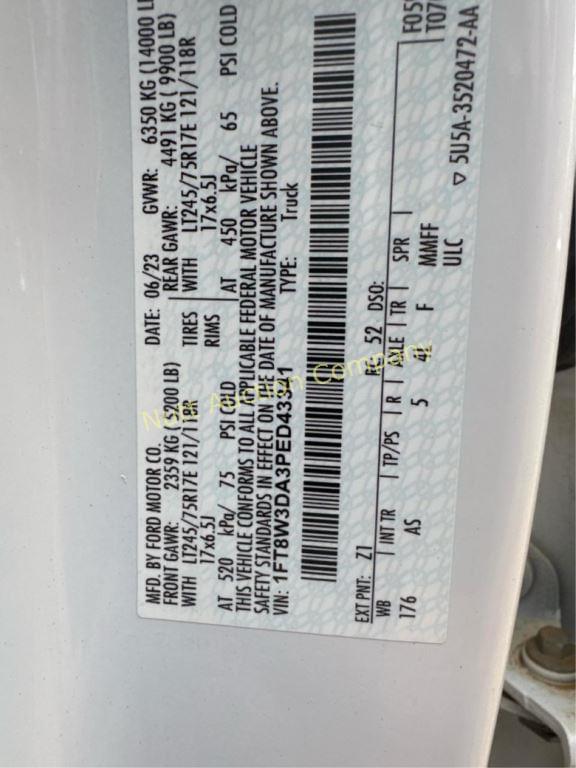 MFD. BY FORD MOTOR CO.
DATE: 06/23 GVWR: 6350 KG (14000 LB
FRONT GAWR: 2359 KG (5200 LB) REAR GAWR: 4491 KG ( 9900 LB)
WITH LT245/75R17E 121/118R TIRES WITH LT245/75R17E 121/118R
17x6.5J RIMS 17x6.5J
AT 520 kPa/ 75 PSI COLD AT 450 kPa/ 65 PSI COLD
THIS VEHICLE CONFORMS TO ALL APPLICABLE FEDERAL MOTOR VEHICLE
SAFETY STANDARDS IN EFFECT ON THE DATE OF MANUFACTURE SHOWN ABOVE.
VIN: 1FT8W3DA3PED43391 TYPE: Truck
EXT PNT: Z1 52 DSO: F05
WB INT TR TP/PS R AXLE TR SPR T07
176 AS 5 F MMFF
ULC
▽ 5U5A-3520472-AA
Auction Company